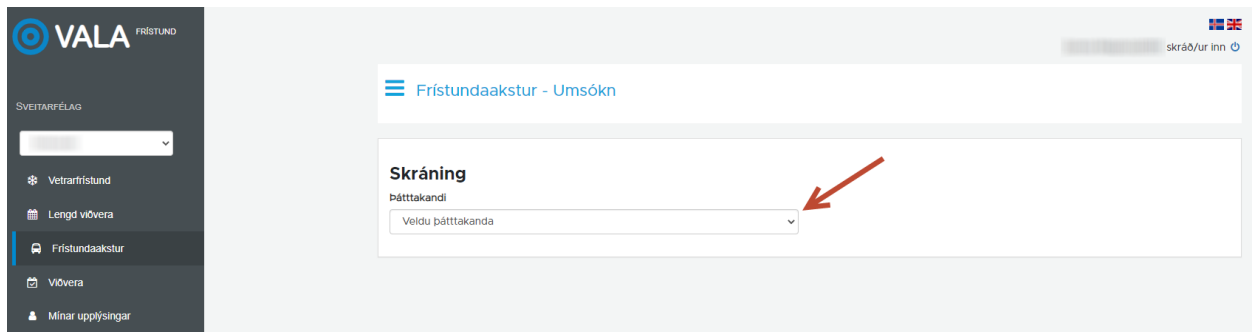 VALA FRÍSTUND
skráð/ur inn
SVEITARFÉLAG
Vetrarfrístund
Lengd viðvera
Frístundaakstur
Viðvera
Mínar upplýsingar
Frístundaakstur - Umsókn
Skráning
Þátttakandi
Veldu þátttakanda